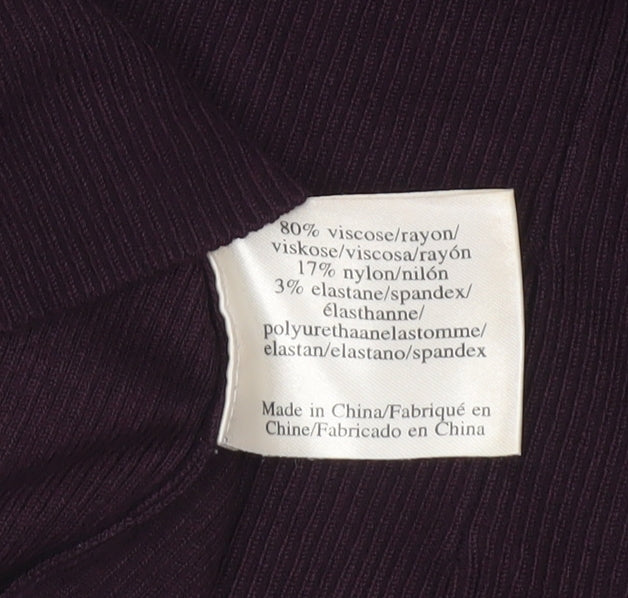 80% viscose/rayon/
viskose/viscosa/rayón
17% nylon/nilón
3% elastane/spandex/
élasthanne/
polyurethaanelastomme/
elastan/elastano/spandex
Made in China/Fabriqué en
Chine/Fabricado en China